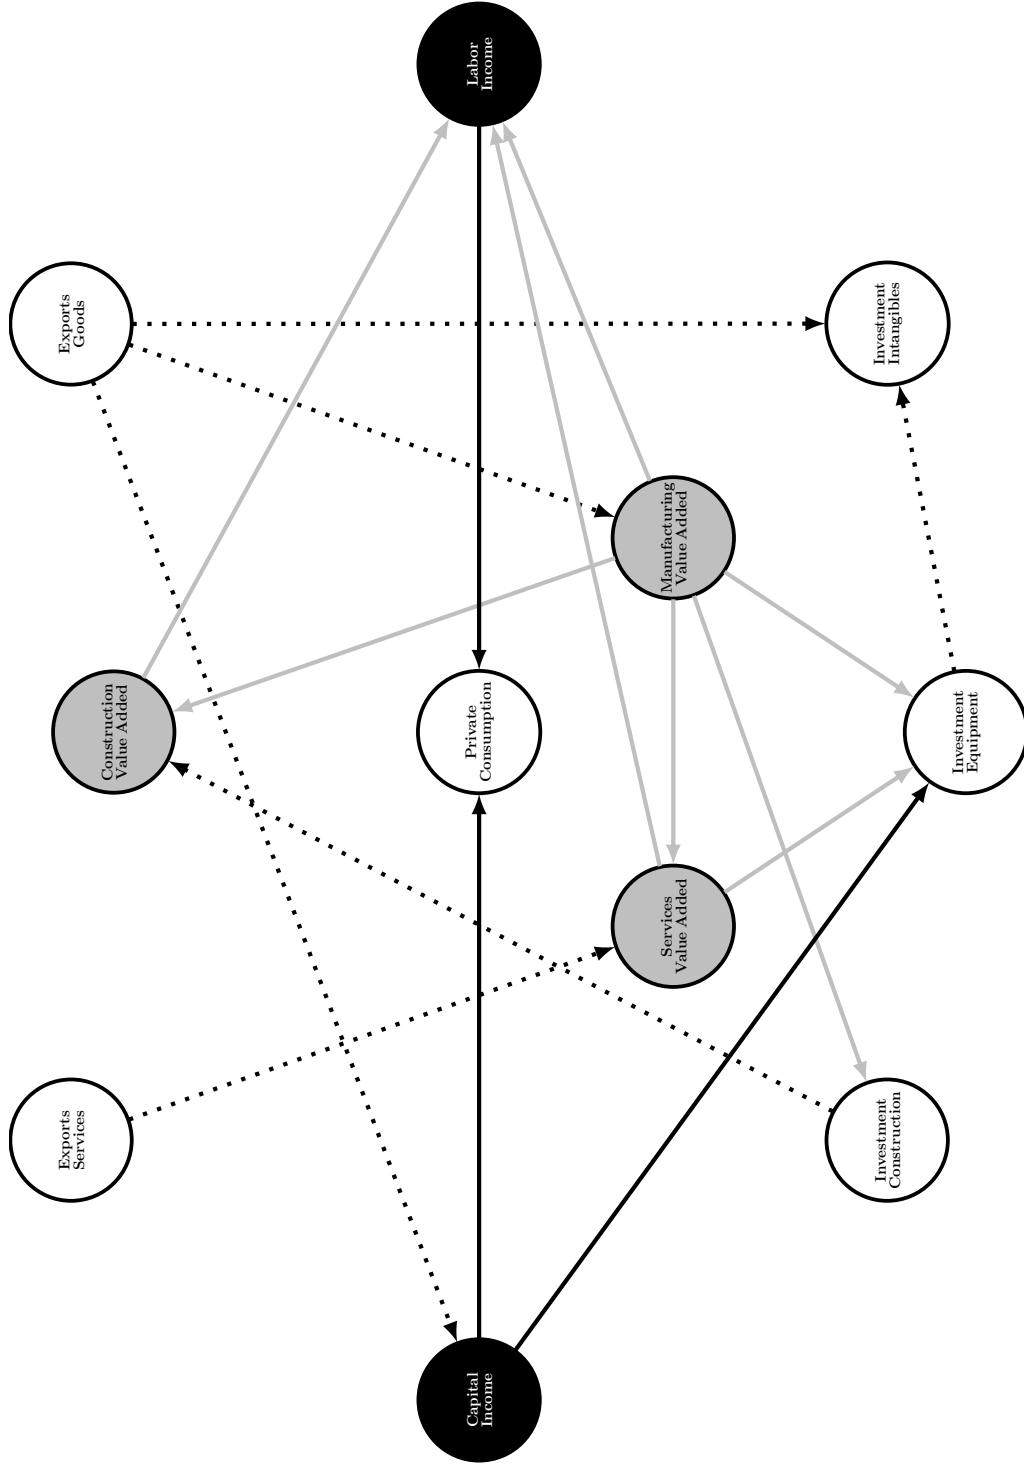 Labor
Income
Exports
Goods
Investment
Intangibles
Manufacturing
Value Added
Construction
Value Added
Private
Consumption
Investment
Equipment
Services
Value Added
Exports
Services
Investment
Construction
Capital
Income